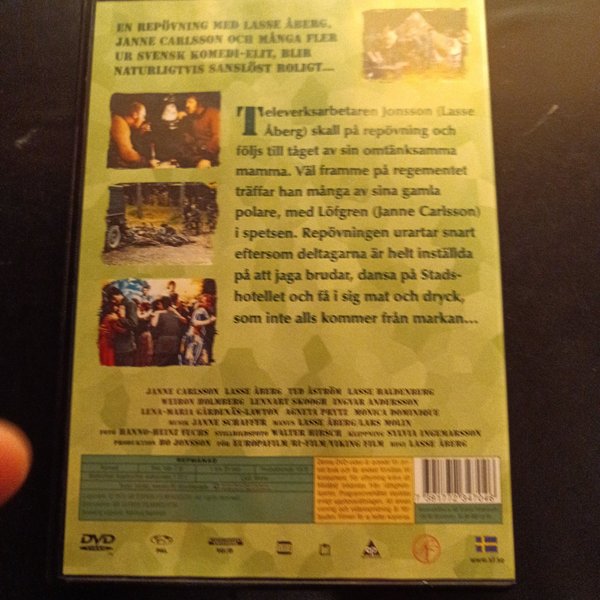 EN REPÖVNING MED LASSE ÅBERG,
JANNE CARLSSON OCH MÅNGA FLER
UR SVENSK KOMEDI-ELIT, BLIR
NATURLIGTVIS SANSLÖST ROLIGT...
Televerksarbetaren Jonsson (Lasse
Åberg) skall på repövning och
följs till tåget av sin omtänksamma
mamma. Väl framme på regementet
träffar han många av sina gamla
polare, med Löfgren (Janne Carlsson)
i spetsen. Repövningen urartar snart
eftersom deltagarna är helt inställda
på att jaga brudar, dansa på Stads-
hotellet och få i sig mat och dryck,
som inte alls kommer från markan...
JANNE CARLSSON LASSE ÅBERG TED ÅSTRÖM LASSE HALDENBERG
WEIRON HOLMBERG LENNART SKOOGH INGVAR ANDERSSON
LENA-MARIA GÅRDENÄS-LAWTON AGNETA PRYTZ MONICA DOMINIQUE
MUSIK JANNE SCHAFFER MANUS LASSE ÅBERG/LARS MOLIN
FOTO HANNO-HEINZ FUCHS WALTER HIRSCH KLIPPNING SYLVIA INGEMARSSON
PRODUKTION BO JONSSON FÖR EUROPAFILM/RI-FILM/VIKING FILM REGI LASSE ÅBERG
REPMÅNAD
DVD
PAL